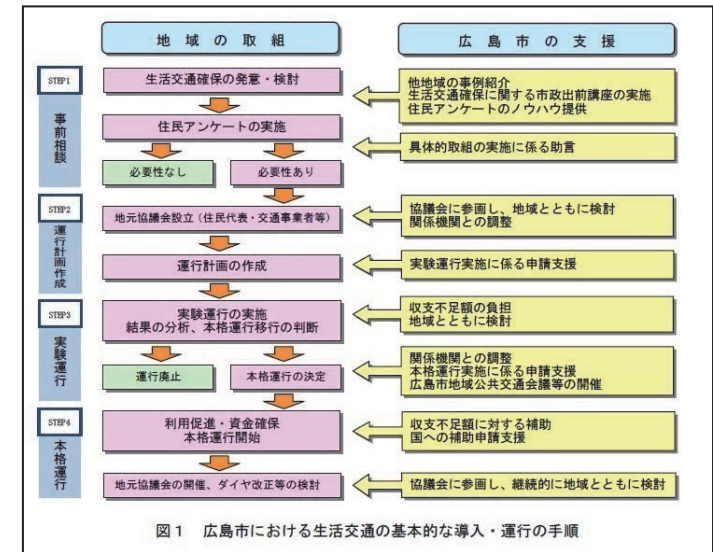 地域の取組
広島市の支援
STEP1
事前相談
生活交通確保の発意・検討
他地域の事例紹介
生活交通確保に関する市政出前講座の実施
住民アンケートのノウハウ提供
住民アンケートの実施
具体的取組の実施に係る助言
必要性なし
必要性あり
STEP2
運行計画作成
地元協議会設立(住民代表・交通事業者等)
協議会に参画し、地域とともに検討
関係機関との調整
運行計画の作成
実験運行実施に係る申請支援
STEP3
実験運行
実験運行の実施
結果の分析、本格運行移行の判断
収支不足額の負担
地域とともに検討
運行廃止
本格運行の決定
関係機関との調整
本格運行実施に係る申請支援
広島市地域公共交通会議等の開催
STEP4
本格運行
利用促進・資金確保
本格運行開始
収支不足額に対する補助
国への補助申請支援
地元協議会の開催、ダイヤ改正等の検討
協議会に参画し、継続的に地域とともに検討
図1 広島市における生活交通の基本的な導入・運行の手順